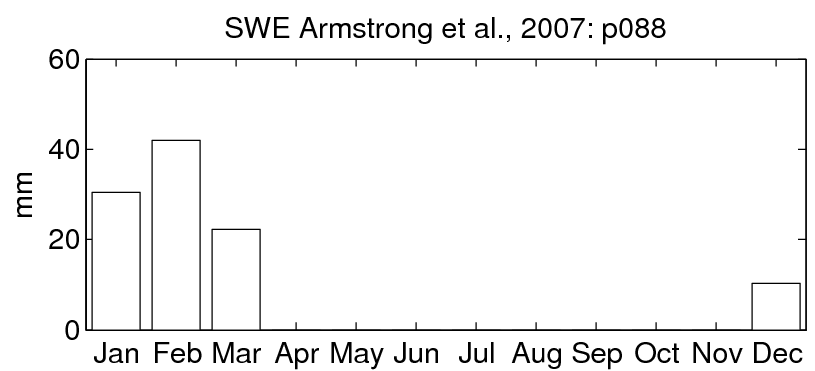 SWE Armstrong et al., 2007: p088
60
40
20
0
mm
Jan Feb Mar Apr May Jun Jul Aug Sep Oct Nov Dec